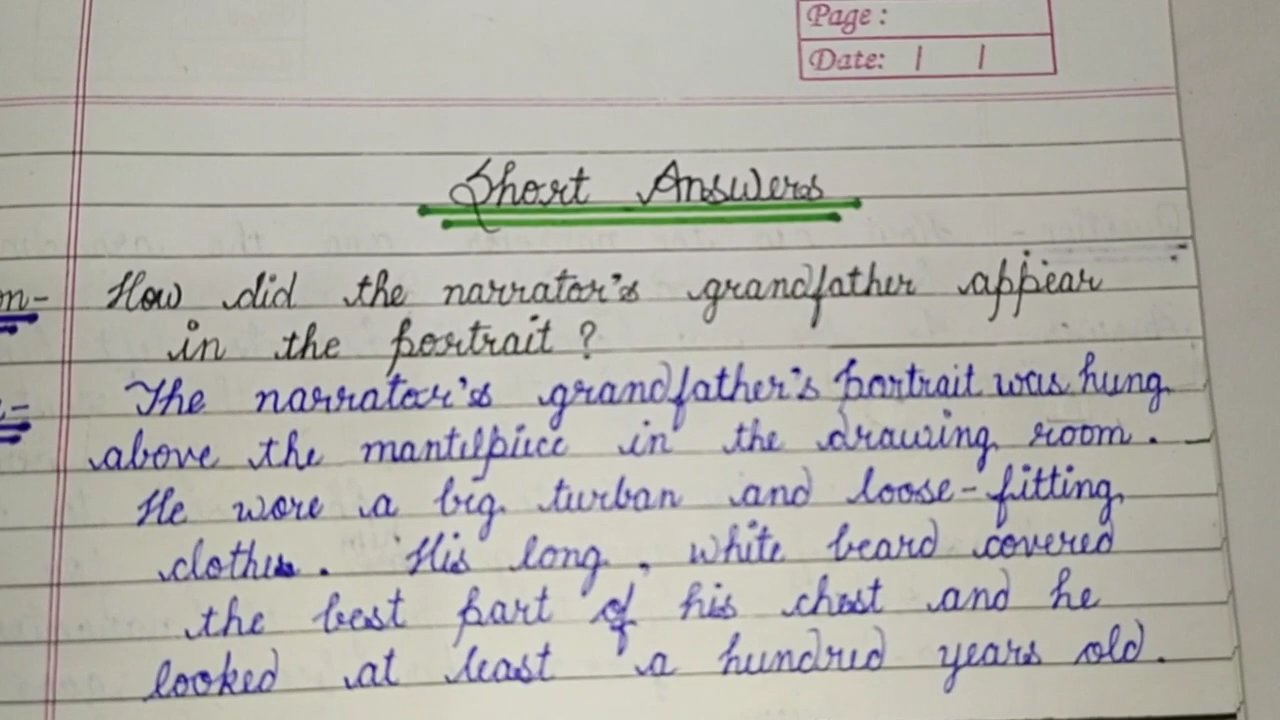 Page :
Date: / /
Short Answers
n- How did the narrator's grandfather appear
in the portrait ?
- The narrator's grandfather's portrait was hung
above the mantelpiece in the drawing room .
He wore a big turban and loose-fitting
clothes . His long , white beard covered
the best part of his chest and he
looked at least a hundred years old .